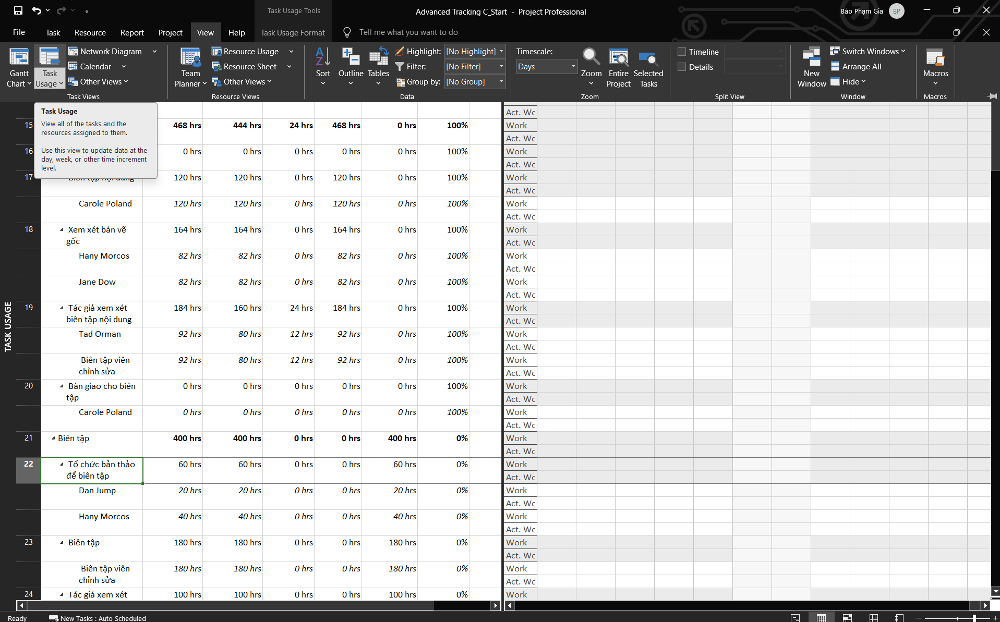 Task Usage Tools
Advanced Tracking C_Start - Project Professional
Bảo Phạm Gia BP
File Task Resource Report Project View Help Task Usage Format Tell me what you want to do
Gantt Chart
Task Usage
Network Diagram
Calendar
Other Views
Task Views
Team Planner
Resource Usage
Resource Sheet
Other Views
Resource Views
Sort
Outline
Tables
Highlight: [No Highlight]
Filter: [No Filter]
Group by: [No Group]
Data
Timescale:
Days
Zoom
Entire Project
Selected Tasks
Zoom
Timeline
Details
Split View
New Window
Switch Windows
Arrange All
Hide
Window
Macros
Macros
Task Usage
View all of the tasks and the
resources assigned to them.
Use this view to update data at the
day, week, or other time increment
level.
TASK USAGE
Act. Wc
15 468 hrs 444 hrs 24 hrs 468 hrs 0 hrs 100% Work
Act. Wc
16 0 hrs 0 hrs 0 hrs 0 hrs 0 hrs 100% Work
Act. Wc
17 Biên tập nội dung 120 hrs 120 hrs 0 hrs 120 hrs 0 hrs 100% Work
Act. Wc
Carole Poland 120 hrs 120 hrs 0 hrs 120 hrs 0 hrs 100% Work
Act. Wc
18 Xem xét bản vẽ 164 hrs 164 hrs 0 hrs 164 hrs 0 hrs 100% Work
gốc Act. Wc
Hany Morcos 82 hrs 82 hrs 0 hrs 82 hrs 0 hrs 100% Work
Act. Wc
Jane Dow 82 hrs 82 hrs 0 hrs 82 hrs 0 hrs 100% Work
Act. Wc
19 Tác giả xem xét 184 hrs 160 hrs 24 hrs 184 hrs 0 hrs 100% Work
biên tập nội dung Act. Wc
Tad Orman 92 hrs 80 hrs 12 hrs 92 hrs 0 hrs 100% Work
Act. Wc
Biên tập viên 92 hrs 80 hrs 12 hrs 92 hrs 0 hrs 100% Work
chỉnh sửa Act. Wc
20 Bàn giao cho biên 0 hrs 0 hrs 0 hrs 0 hrs 0 hrs 100% Work
tập Act. Wc
Carole Poland 0 hrs 0 hrs 0 hrs 0 hrs 0 hrs 100% Work
Act. Wc
21 Biên tập 400 hrs 400 hrs 0 hrs 0 hrs 400 hrs 0% Work
Act. Wc
22 Tổ chức bản thảo 60 hrs 60 hrs 0 hrs 0 hrs 60 hrs 0% Work
để biên tập Act. Wc
Dan Jump 20 hrs 20 hrs 0 hrs 0 hrs 20 hrs 0% Work
Act. Wc
Hany Morcos 40 hrs 40 hrs 0 hrs 0 hrs 40 hrs 0% Work
Act. Wc
23 Biên tập 180 hrs 180 hrs 0 hrs 0 hrs 180 hrs 0% Work
Act. Wc
Biên tập viên 180 hrs 180 hrs 0 hrs 0 hrs 180 hrs 0% Work
chỉnh sửa Act. Wc
24 Tác giả xem xét 100 hrs 100 hrs 0 hrs 0 hrs 100 hrs 0% Work
Ready New Tasks : Auto Scheduled